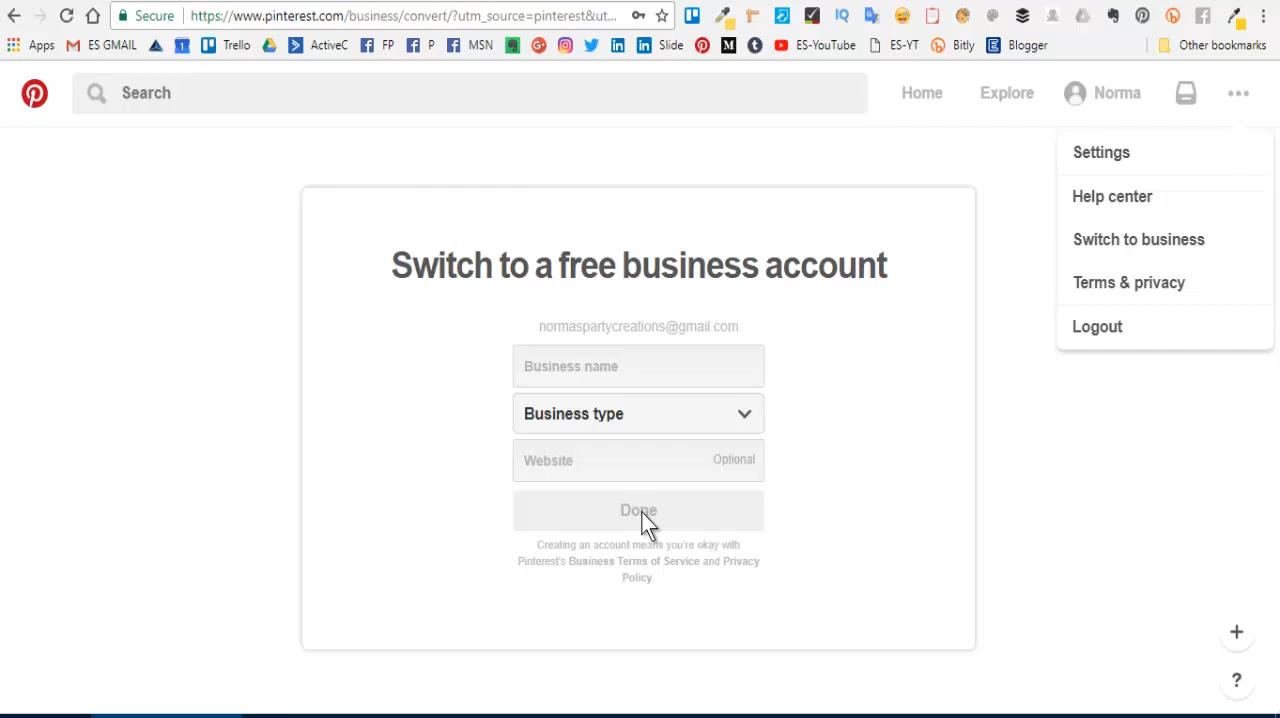 Secure https://www.pinterest.com/business/convert/?utm_source=pinterest&ut...
Apps ES GMAIL Trello ActiveC FP P MSN Slide ES-YouTube ES-YT Bitly Blogger Other bookmarks
Search Home Explore Norma
Settings
Help center
Switch to business
Terms & privacy
Logout
Switch to a free business account
normaspartycreations@gmail.com
Business name
Business type
Website Optional
Done
Creating an account means you're okay with
Pinterest's Business Terms of Service and Privacy
Policy.